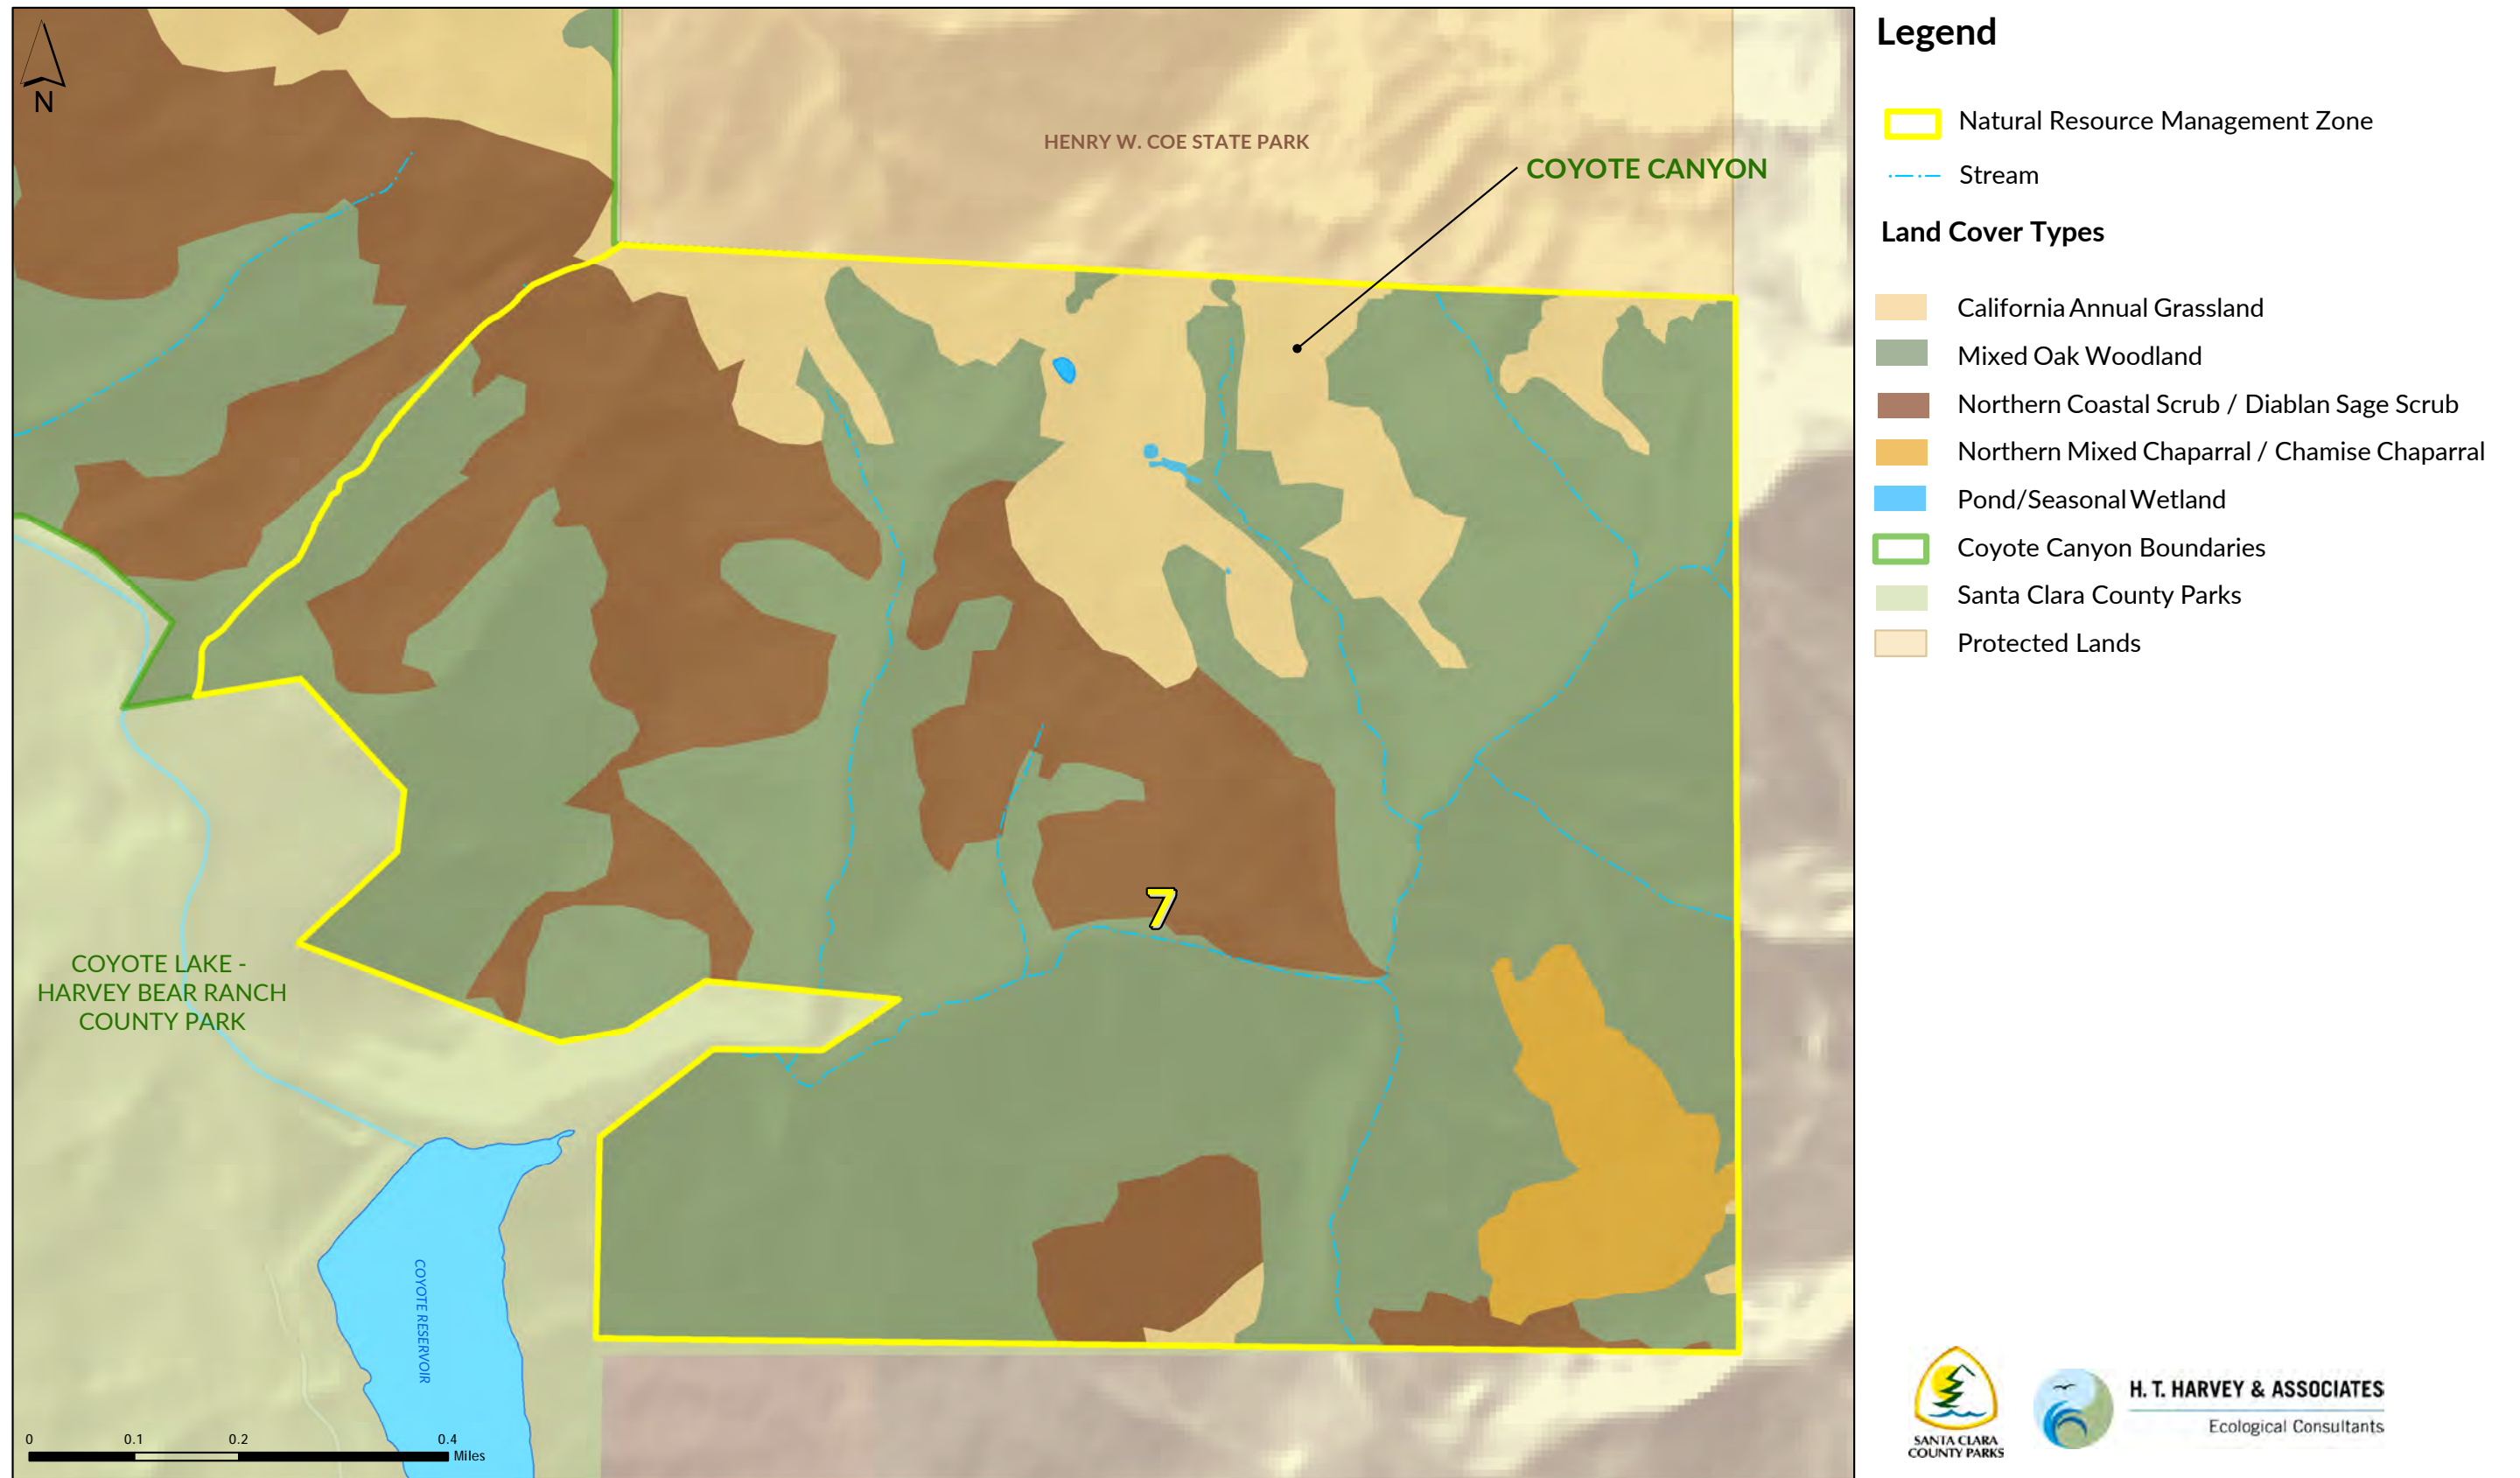 N
HENRY W. COE STATE PARK
COYOTE CANYON
7
COYOTE LAKE -
HARVEY BEAR RANCH
COUNTY PARK
COYOTE RESERVOIR
0 0.1 0.2 0.4
Miles
Legend
Natural Resource Management Zone
Stream
Land Cover Types
California Annual Grassland
Mixed Oak Woodland
Northern Coastal Scrub / Diablan Sage Scrub
Northern Mixed Chaparral / Chamise Chaparral
Pond/Seasonal Wetland
Coyote Canyon Boundaries
Santa Clara County Parks
Protected Lands
SANTA CLARA
COUNTY PARKS
H. T. HARVEY & ASSOCIATES
Ecological Consultants